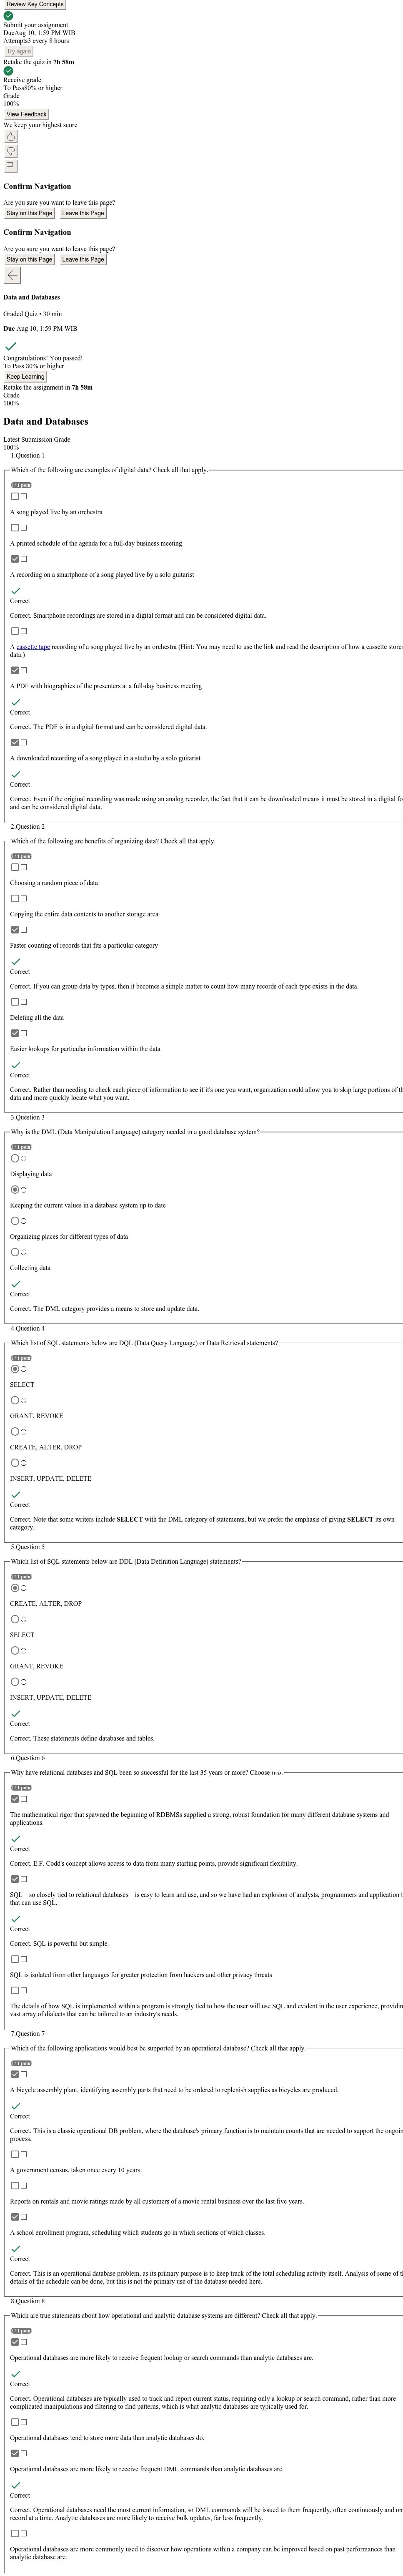 Review Key Concepts
Submit your assignment
DueAug 10, 1:59 PM WIB
Attempts3 every 8 hours
Try again
Retake the quiz in 7h 58m
Receive grade
To Pass80% or higher
Grade
100%
View Feedback
We keep your highest score
Confirm Navigation
Are you sure you want to leave this page?
Stay on this Page Leave this Page
Confirm Navigation
Are you sure you want to leave this page?
Stay on this Page Leave this Page
Data and Databases
Graded Quiz • 30 min
Due Aug 10, 1:59 PM WIB
Congratulations! You passed!
To Pass 80% or higher
Keep Learning
Retake the assignment in 7h 58m
Grade
100%
Data and Databases
Latest Submission Grade
100%
1.Question 1
Which of the following are examples of digital data? Check all that apply.
A song played live by an orchestra
A printed schedule of the agenda for a full-day business meeting
A recording on a smartphone of a song played live by a solo guitarist
Correct
Correct. Smartphone recordings are stored in a digital format and can be considered digital data.
A cassette tape recording of a song played live by an orchestra (Hint: You may need to use the link and read the description of how a cassette stores
data.)
A PDF with biographies of the presenters at a full-day business meeting
Correct
Correct. The PDF is in a digital format and can be considered digital data.
A downloaded recording of a song played in a studio by a solo guitarist
Correct
Correct. Even if the original recording was made using an analog recorder, the fact that it can be downloaded means it must be stored in a digital fo
and can be considered digital data.
2.Question 2
Which of the following are benefits of organizing data? Check all that apply.
Choosing a random piece of data
Copying the entire data contents to another storage area
Faster counting of records that fits a particular category
Correct
Correct. If you can group data by types, then it becomes a simple matter to count how many records of each type exists in the data.
Deleting all the data
Easier lookups for particular information within the data
Correct
Correct. Rather than needing to check each piece of information to see if it's one you want, organization could allow you to skip large portions of th
data and more quickly locate what you want.
3.Question 3
Why is the DML (Data Manipulation Language) category needed in a good database system?
Displaying data
Keeping the current values in a database system up to date
Organizing places for different types of data
Collecting data
Correct
Correct. The DML category provides a means to store and update data.
4.Question 4
Which list of SQL statements below are DQL (Data Query Language) or Data Retrieval statements?
SELECT
GRANT, REVOKE
CREATE, ALTER, DROP
INSERT, UPDATE, DELETE
Correct
Correct. Note that some writers include SELECT with the DML category of statements, but we prefer the emphasis of giving SELECT its own
category.
5.Question 5
Which list of SQL statements below are DDL (Data Definition Language) statements?
CREATE, ALTER, DROP
SELECT
GRANT, REVOKE
INSERT, UPDATE, DELETE
Correct
Correct. These statements define databases and tables.
6.Question 6
Why have relational databases and SQL been so successful for the last 35 years or more? Choose two.
The mathematical rigor that spawned the beginning of RDBMSs supplied a strong, robust foundation for many different database systems and
applications.
Correct
Correct. E.F. Codd's concept allows access to data from many starting points, provide significant flexibility.
SQL—so closely tied to relational databases—is easy to learn and use, and so we have had an explosion of analysts, programmers and application t
that can use SQL.
Correct
Correct. SQL is powerful but simple.
SQL is isolated from other languages for greater protection from hackers and other privacy threats
The details of how SQL is implemented within a program is strongly tied to how the user will use SQL and evident in the user experience, providin
vast array of dialects that can be tailored to an industry's needs.
7.Question 7
Which of the following applications would best be supported by an operational database? Check all that apply.
A bicycle assembly plant, identifying assembly parts that need to be ordered to replenish supplies as bicycles are produced.
Correct
Correct. This is a classic operational DB problem, where the database's primary function is to maintain counts that are needed to support the ongoin
process.
A government census, taken once every 10 years.
Reports on rentals and movie ratings made by all customers of a movie rental business over the last five years.
A school enrollment program, scheduling which students go in which sections of which classes.
Correct
Correct. This is an operational database problem, as its primary purpose is to keep track of the total scheduling activity itself. Analysis of some of t
details of the schedule can be done, but this is not the primary use of the database needed here.
8.Question 8
Which are true statements about how operational and analytic database systems are different? Check all that apply.
Operational databases are more likely to receive frequent lookup or search commands than analytic databases are.
Correct
Correct. Operational databases are typically used to track and report current status, requiring only a lookup or search command, rather than more
complicated manipulations and filtering to find patterns, which is what analytic databases are typically used for.
Operational databases tend to store more data than analytic databases do.
Operational databases are more likely to receive frequent DML commands than analytic databases are.
Correct
Correct. Operational databases need the most current information, so DML commands will be issued to them frequently, often continuously and on
record at a time. Analytic databases are more likely to receive bulk updates, far less frequently.
Operational databases are more commonly used to discover how operations within a company can be improved based on past performances than
analytic database are.